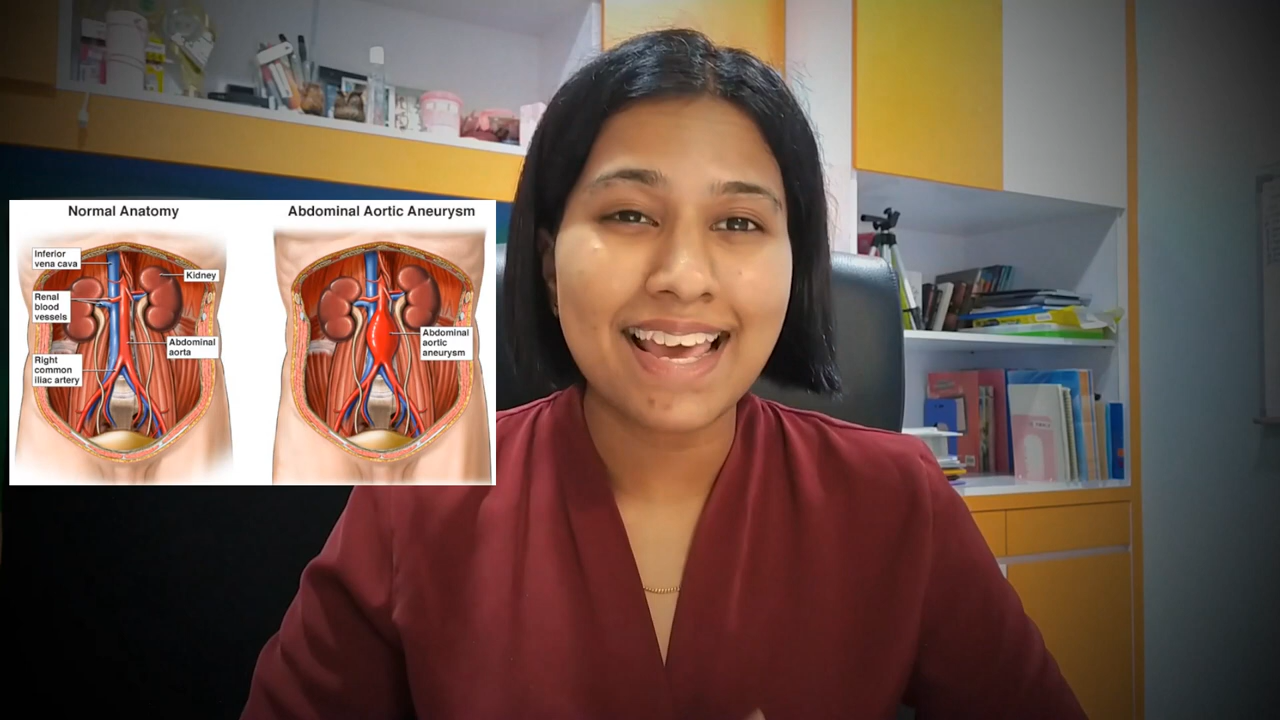 Normal Anatomy
Inferior
vena cava
Kidney
Renal
blood
vessels
Abdominal
aorta
Right
common
iliac artery
Abdominal Aortic Aneurysm
Abdominal
aortic
aneurysm